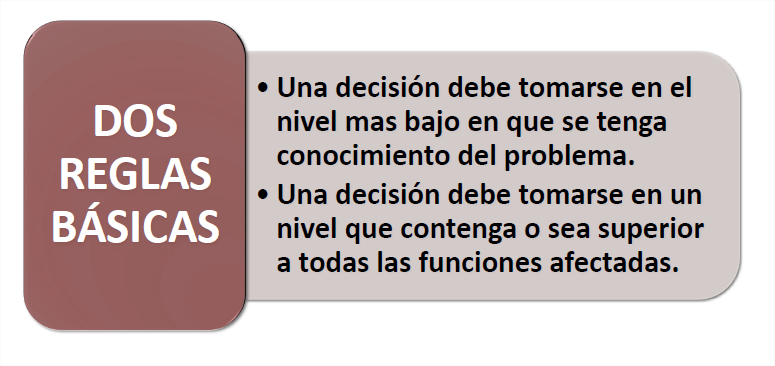 DOS
REGLAS
BÁSICAS
• Una decisión debe tomarse en el
nivel mas bajo en que se tenga
conocimiento del problema.
• Una decisión debe tomarse en un
nivel que contenga o sea superior
a todas las funciones afectadas.